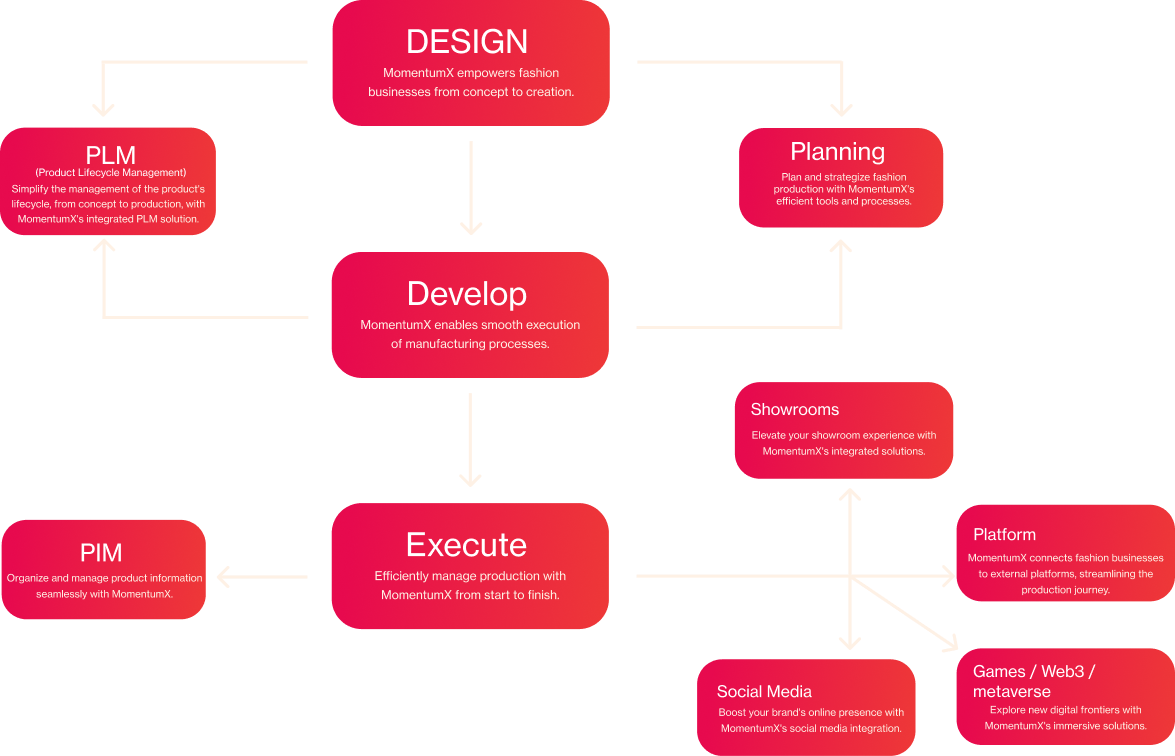 DESIGN
MomentumX empowers fashion
businesses from concept to creation.
PLM
(Product Lifecycle Management)
Simplify the management of the product's
lifecycle, from concept to production, with
MomentumX's integrated PLM solution.
Planning
Plan and strategize fashion
production with MomentumX's
efficient tools and processes.
Develop
MomentumX enables smooth execution
of manufacturing processes.
Showrooms
Elevate your showroom experience with
MomentumX's integrated solutions.
Execute
Efficiently manage production with
MomentumX from start to finish.
PIM
Organize and manage product information
seamlessly with MomentumX.
Platform
MomentumX connects fashion businesses
to external platforms, streamlining the
production journey.
Social Media
Boost your brand's online presence with
MomentumX's social media integration.
Games / Web3 /
metaverse
Explore new digital frontiers with
MomentumX's immersive solutions.